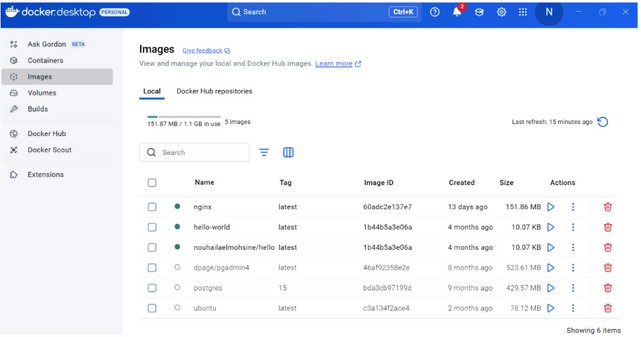 docker.desktop PERSONAL Search Ctrl+K 2 N
Ask Gordon BETA
Containers
Images
Volumes
Builds
Docker Hub
Docker Scout
Extensions
Images Give feedback
View and manage your local and Docker Hub images. Learn more
Local Docker Hub repositories
151.87 MB / 1.1 GB in use 5 images Last refresh: 15 minutes ago
Search
Name Tag Image ID Created Size Actions
nginx latest 60adc2e137e7 13 days ago 151.86 MB
hello-world latest 1b44b5a3e06a 4 months ago 10.07 KB
nouhailaelmohsine/hello latest 1b44b5a3e06a 4 months ago 10.07 KB
dpage/pgadmin4 latest 46af92358e2e 8 months ago 523.61 MB
postgres 15 bda3cb97199d 9 months ago 429.57 MB
ubuntu latest c3a134f2ace4 2 months ago 78.12 MB
Showing 6 items